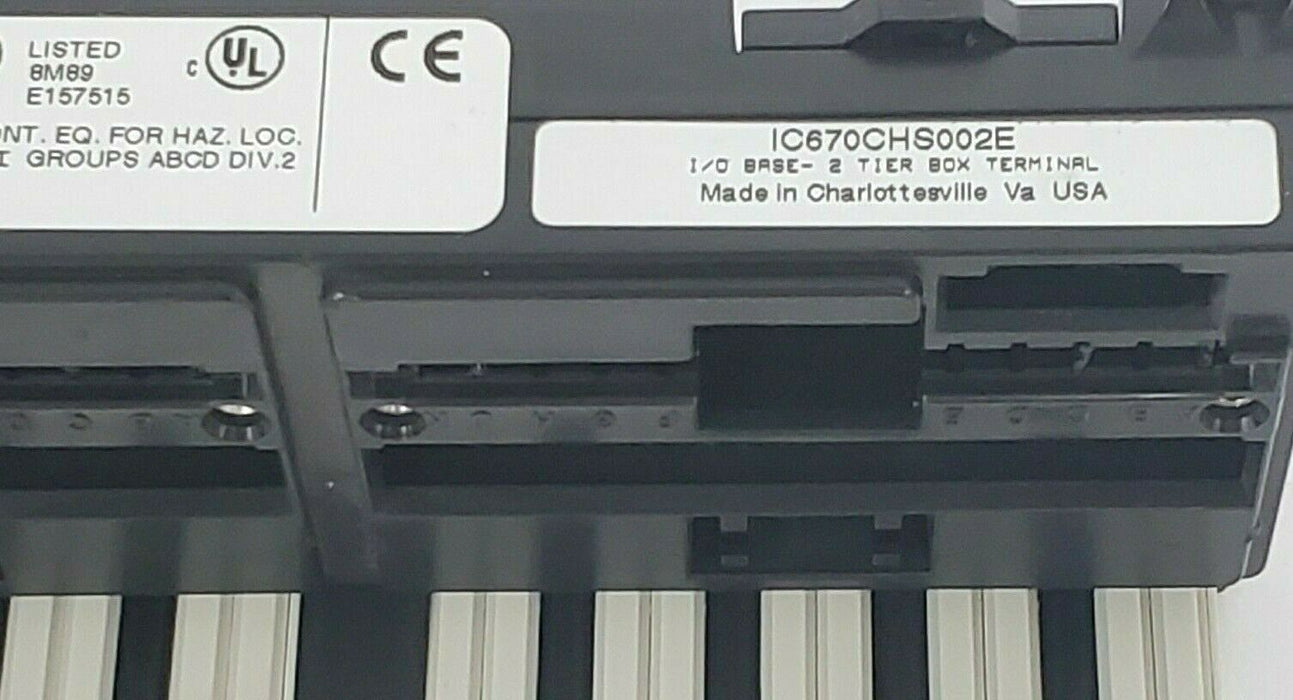 LISTED
8M89
E157515
C UL
CE
NT. EQ. FOR HAZ. LOC.
I GROUPS ABCD DIV.2
IC670CHS002E
I/O BASE- 2 TIER BOX TERMINAL
Made in Charlottesville Va USA